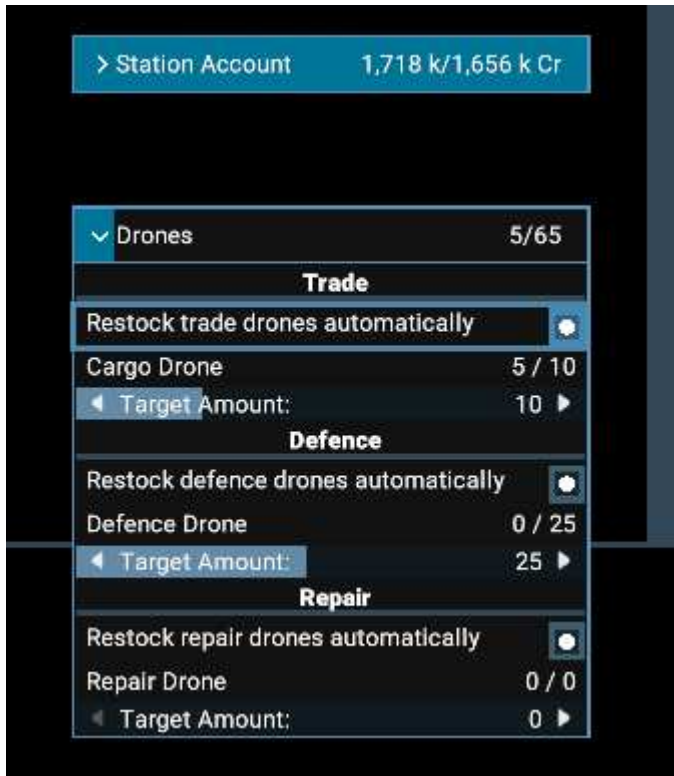 > Station Account 1,718 k/1,656 k Cr
Drones 5/65
Trade
Restock trade drones automatically
Cargo Drone 5 / 10
Target Amount: 10
Defence
Restock defence drones automatically
Defence Drone 0 / 25
Target Amount: 25
Repair
Restock repair drones automatically
Repair Drone 0 / 0
Target Amount: 0